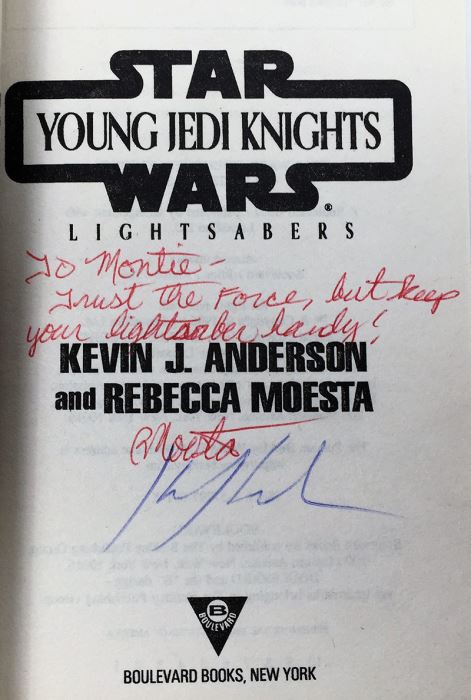 STAR
YOUNG JEDI KNIGHTS
WARS®
LIGHTSABERS
To Montie -
Trust the Force, but keep
your lightsaber handy!
KEVIN J. ANDERSON
and REBECCA MOESTA
RMoesta
B
BOULEVARD
BOULEVARD BOOKS, NEW YORK